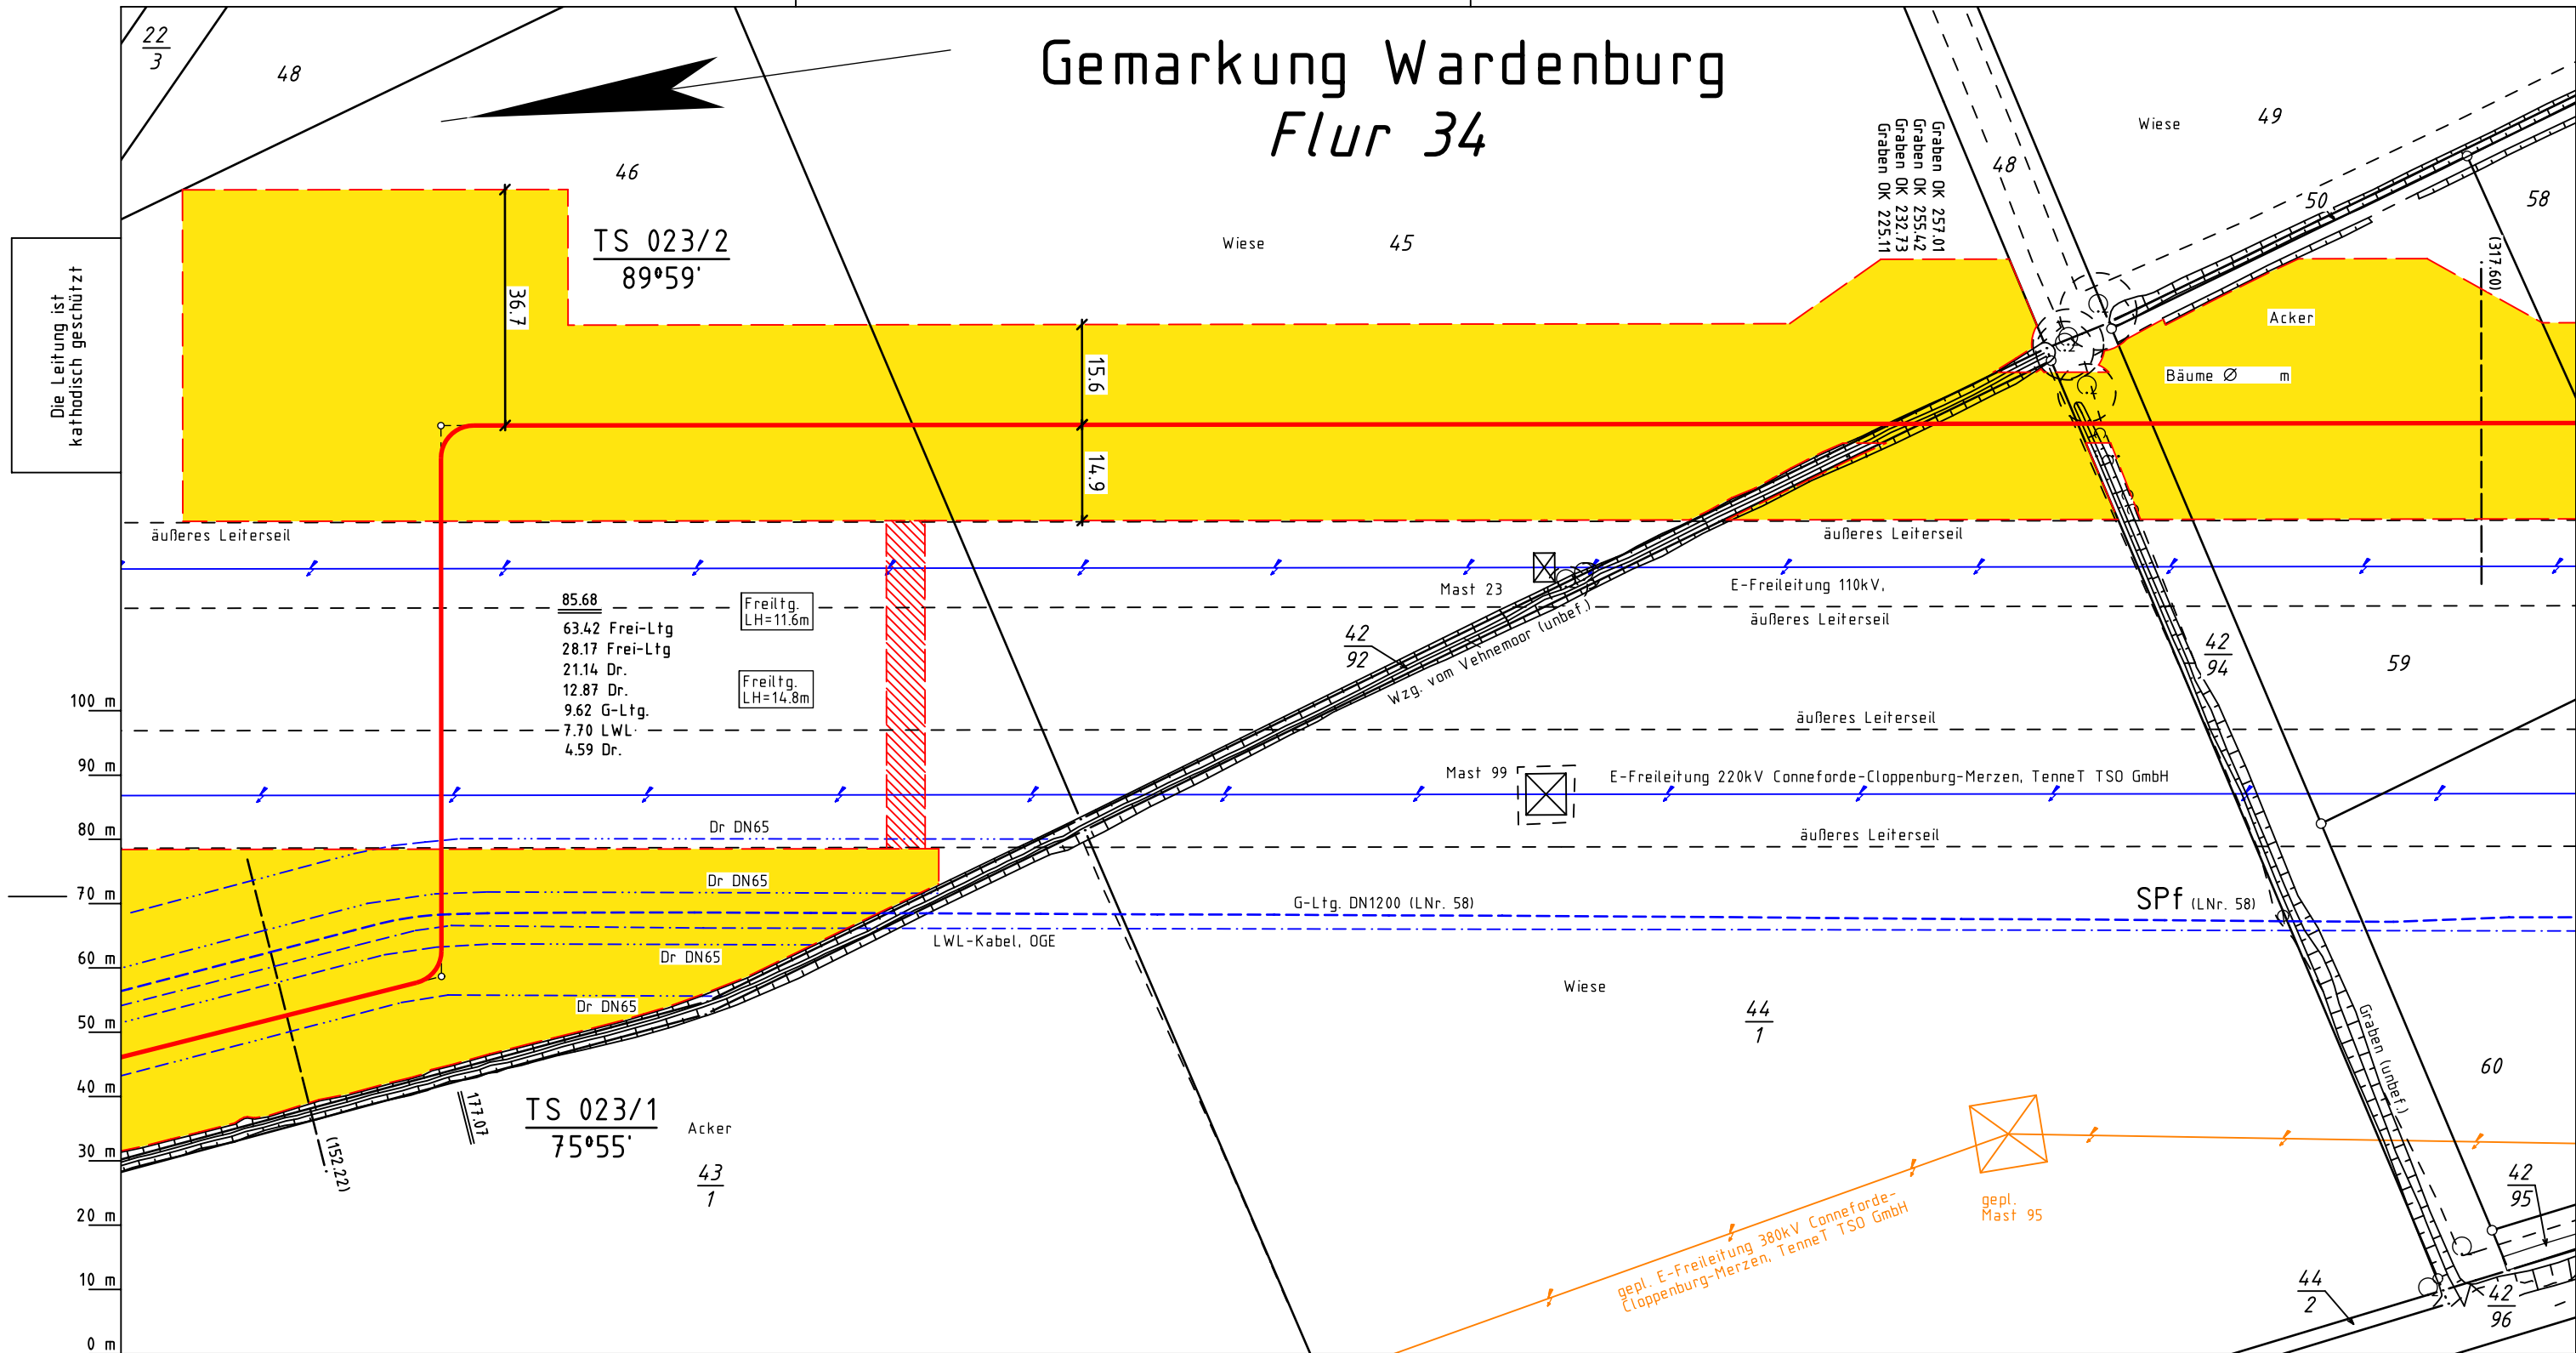 Gemarkung Wardenburg
Flur 34
22
3
48
46
TS 023/2
89°59'
36.7
Wiese
45
15.6
14.9
Graben OK 257.01
Graben OK 255.42
Graben OK 232.73
Graben OK 225.11
48
Wiese
49
50
58
(317.60)
Acker
Bäume Ø m
Die Leitung ist
kathodisch geschützt
äußeres Leiterseil
äußeres Leiterseil
Mast 23
E-Freileitung 110kV,
äußeres Leiterseil
85.68
63.42 Frei-Ltg
28.17 Frei-Ltg
21.14 Dr.
12.87 Dr.
9.62 G-Ltg.
7.70 LWL
4.59 Dr.
Freiltg.
LH=11.6m
Freiltg.
LH=14.8m
42
92
Wzg. vom Vehnemoor (unbef.)
42
94
59
äußeres Leiterseil
Mast 99
E-Freileitung 220kV Conneforde-Cloppenburg-Merzen, TenneT TSO GmbH
äußeres Leiterseil
Dr DN65
Dr DN65
G-Ltg. DN1200 (LNr. 58)
SPf (LNr. 58)
LWL-Kabel, OGE
Dr DN65
Dr DN65
Wiese
44
1
Graben (unbef.)
60
100 m
90 m
80 m
70 m
60 m
50 m
40 m
30 m
20 m
10 m
0 m
(152.22)
177.07
TS 023/1
75°55'
Acker
43
1
gepl. E-Freileitung 380kV Conneforde-
Cloppenburg-Merzen, TenneT TSO GmbH
gepl.
Mast 95
42
95
44
2
42
96